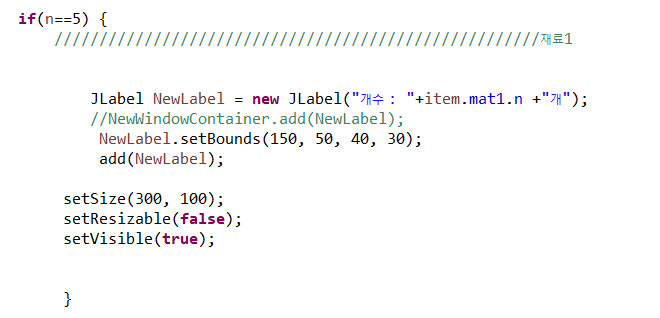 if(n==5) {
//////////////////////////////////////////////////////재료1
JLabel NewLabel = new JLabel("개수 : "+item.mat1.n +"개");
//NewWindowContainer.add(NewLabel);
NewLabel.setBounds(150, 50, 40, 30);
add(NewLabel);
setSize(300, 100);
setResizable(false);
setVisible(true);
}